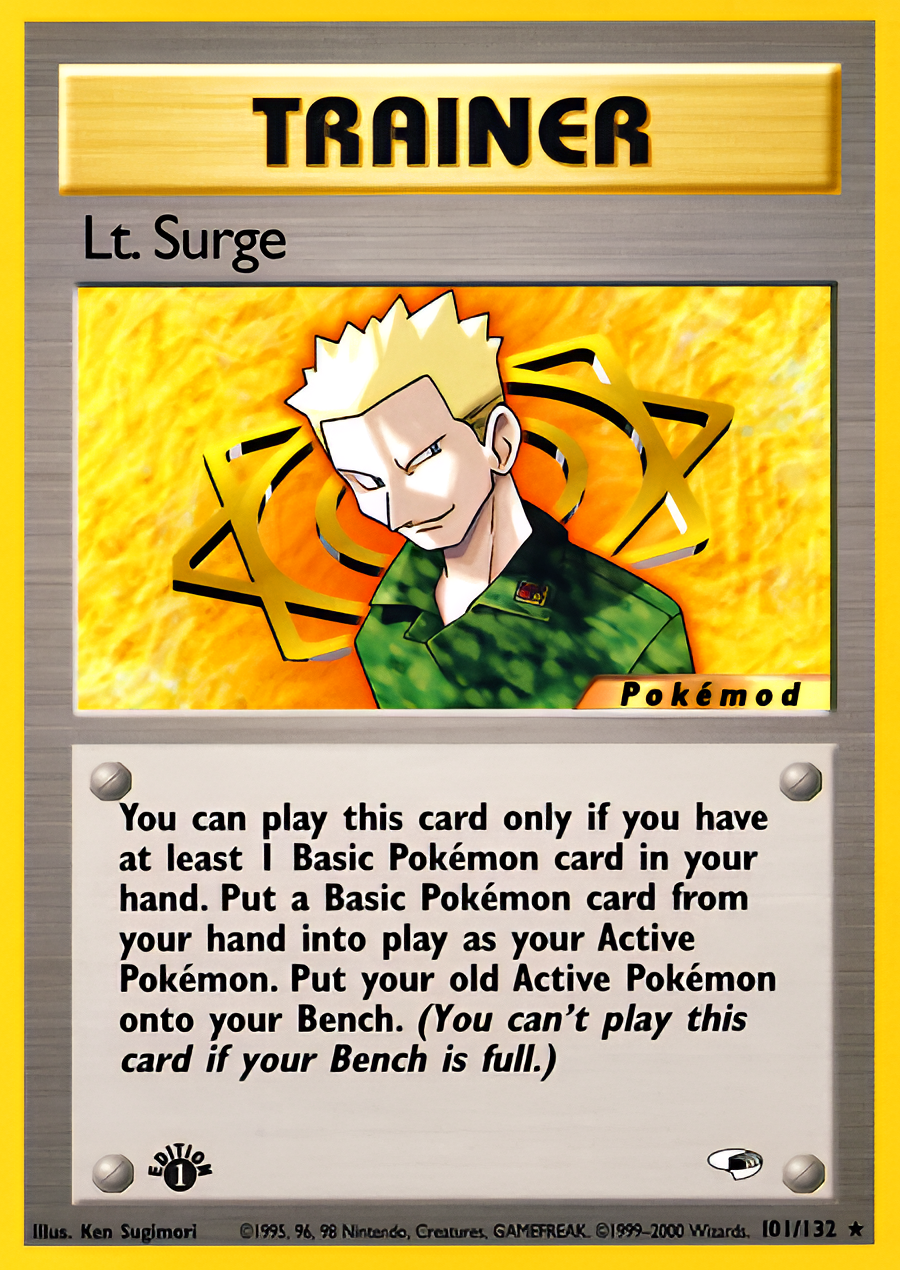 TRAINER
Lt. Surge
Pokémod
You can play this card only if you have
at least 1 Basic Pokémon card in your
hand. Put a Basic Pokémon card from
your hand into play as your Active
Pokémon. Put your old Active Pokémon
onto your Bench. (You can't play this
card if your Bench is full.)
EDITION
1
Illus. Ken Sugimori ©1995, 96, 98 Nintendo, Creatures, GAMEFREAK. ©1999–2000 Wizards. 101/132 ★